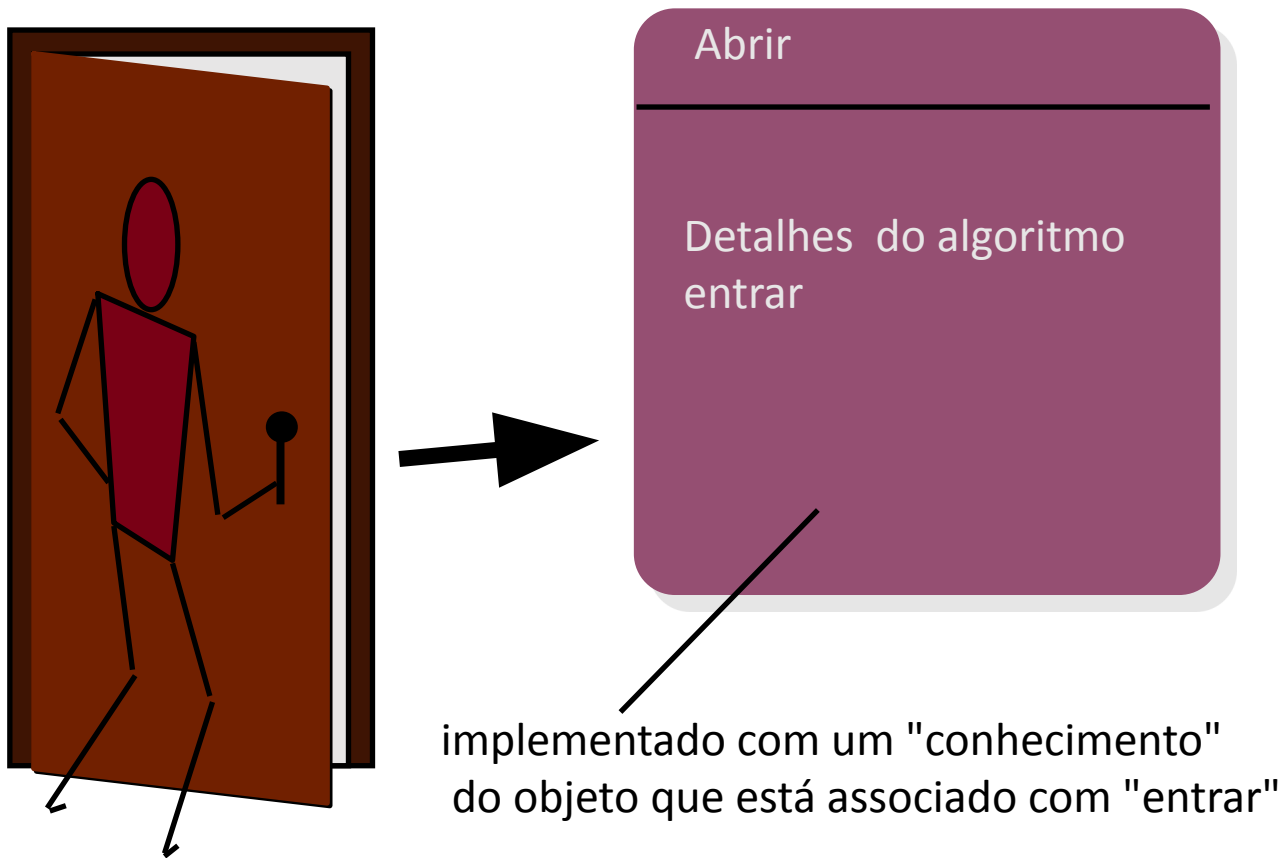 Abrir
Detalhes  do algoritmo
entrar
implementado com um "conhecimento"
do objeto que está associado com "entrar"